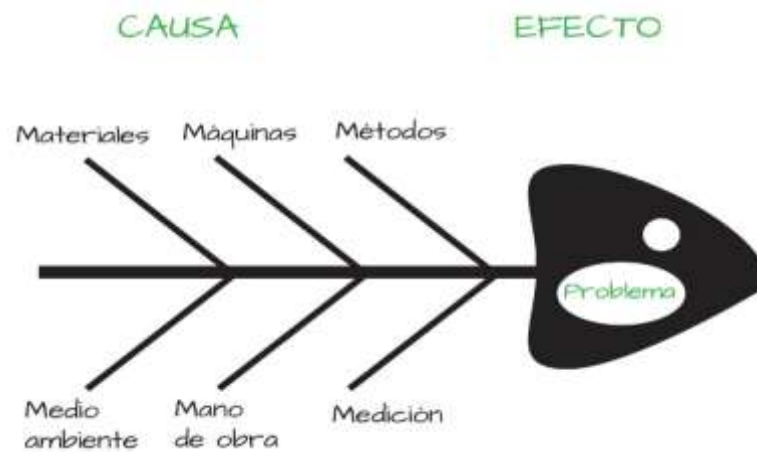 CAUSA
EFECTO
Materiales
Máquinas
Métodos
Problema
Medio
ambiente
Mano
de obra
Medición